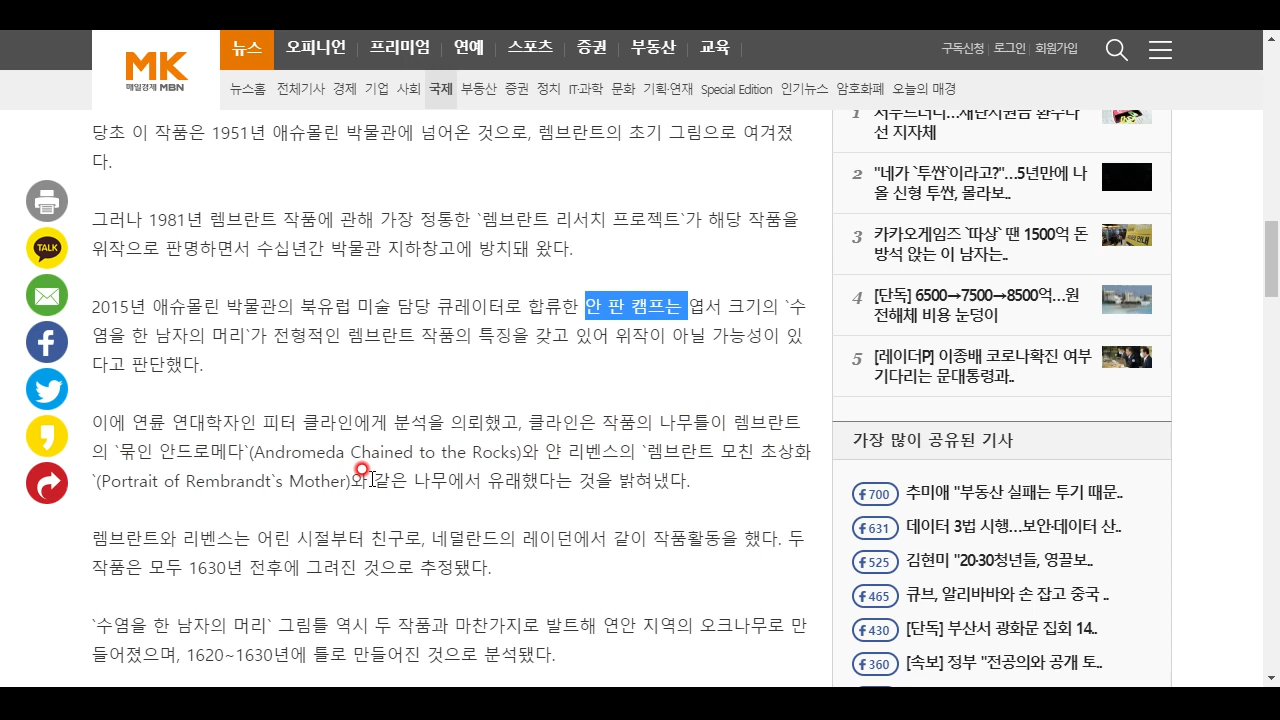 MK
매일경제 MBN
뉴스 오피니언 프리미엄 연예 스포츠 증권 부동산 교육
구독신청 로그인 회원가입
뉴스홈 전체기사 경제 기업 사회 국제 부동산 증권 정치 IT·과학 문화 기획·연재 Special Edition 인기뉴스 암호화폐 오늘의 매경
당초 이 작품은 1951년 애슈몰린 박물관에 넘어온 것으로, 렘브란트의 초기 그림으로 여겨졌
다.
그러나 1981년 렘브란트 작품에 관해 가장 정통한 `렘브란트 리서치 프로젝트`가 해당 작품을
위작으로 판명하면서 수십년간 박물관 지하창고에 방치돼 왔다.
2015년 애슈몰린 박물관의 북유럽 미술 담당 큐레이터로 합류한 안 판 캠프는 엽서 크기의 `수
염을 한 남자의 머리`가 전형적인 렘브란트 작품의 특징을 갖고 있어 위작이 아닐 가능성이 있
다고 판단했다.
이에 연륜 연대학자인 피터 클라인에게 분석을 의뢰했고, 클라인은 작품의 나무틀이 렘브란트
의 `묶인 안드로메다`(Andromeda Chained to the Rocks)와 얀 리벤스의 `렘브란트 모친 초상화
`(Portrait of Rembrandt`s Mother)와 같은 나무에서 유래했다는 것을 밝혀냈다.
렘브란트와 리벤스는 어린 시절부터 친구로, 네덜란드의 레이던에서 같이 작품활동을 했다. 두
작품은 모두 1630년 전후에 그려진 것으로 추정됐다.
`수염을 한 남자의 머리` 그림틀 역시 두 작품과 마찬가지로 발트해 연안 지역의 오크나무로 만
들어졌으며, 1620~1630년에 틀로 만들어진 것으로 분석됐다.
TALK
1
선 지자체
2 "네가 `투싼`이라고?"...5년만에 나
올 신형 투싼, 몰라보..
3 카카오게임즈 `따상` 땐 1500억 돈
방석 앉는 이 남자는..
4 [단독] 6500→7500→8500억...원
전해체 비용 눈덩이
5 [레이더P] 이종배 코로나확진 여부
기다리는 문대통령과..
가장 많이 공유된 기사
700 추미애 "부동산 실패는 투기 때문..
631 데이터 3법 시행...보안·데이터 산..
525 김현미 "20·30청년들, 영끌보..
465 큐브, 알리바바와 손 잡고 중국 ..
430 [단독] 부산서 광화문 집회 14..
360 [속보] 정부 "전공의와 공개 토..